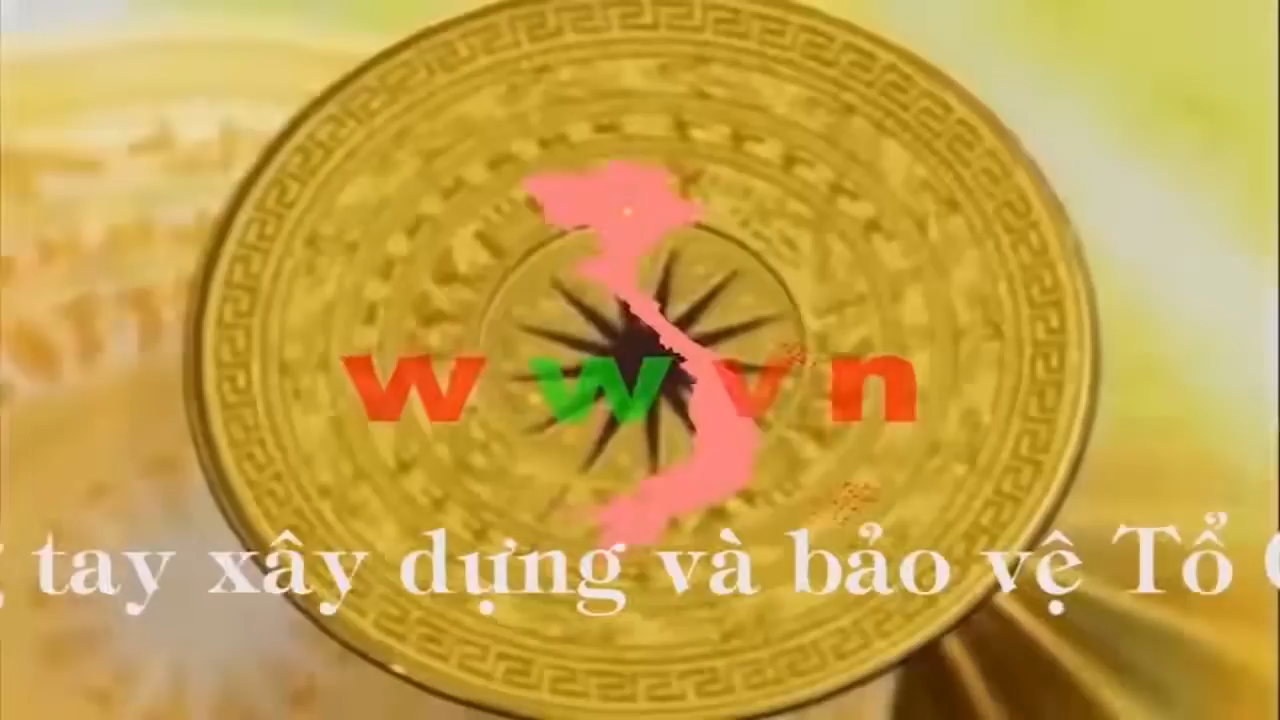 w w v n
tay xây dựng và bảo vệ Tổ